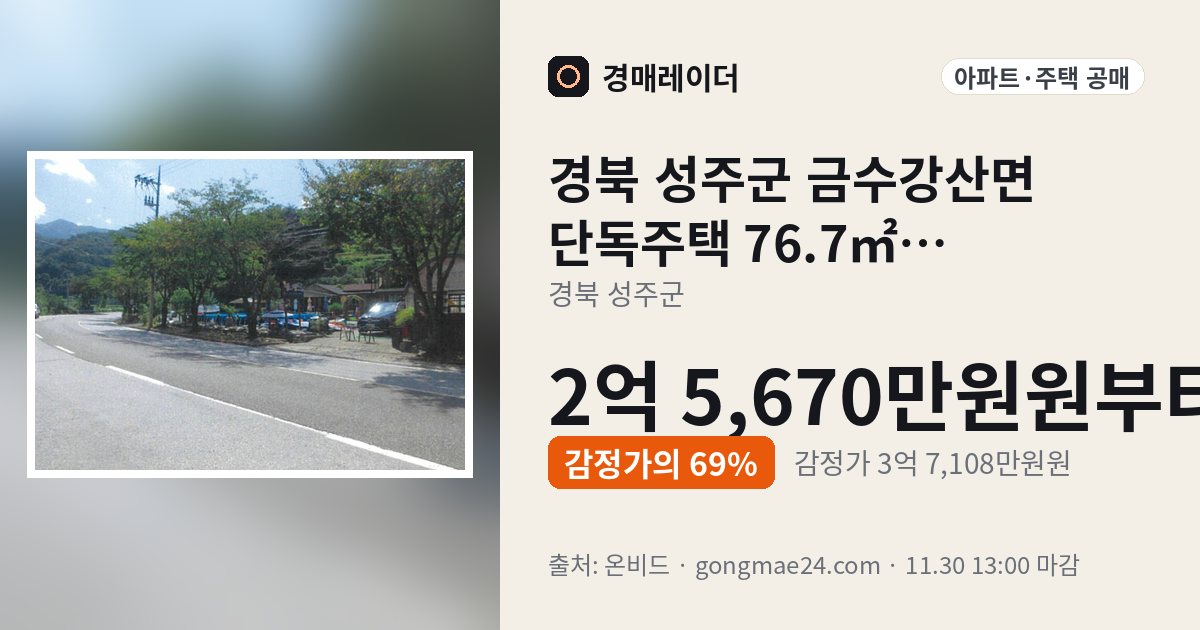 경매레이더
아파트·주택 공매
경북 성주군 금수강산면
단독주택 76.7㎡…
경북 성주군
2억 5,670만원원부터
감정가의 69%
감정가 3억 7,108만원원
출처: 온비드 · gongmae24.com · 11.30 13:00 마감